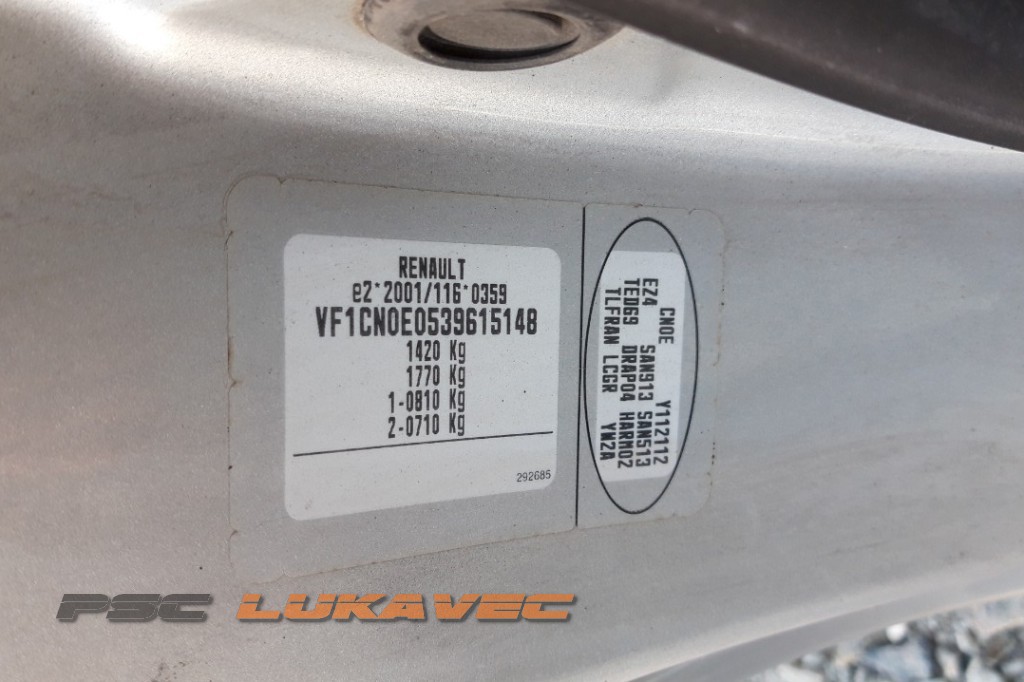 RENAULT
e2*2001/116*0359
VF1CN0E0539615148
1420 Kg
1770 Kg
1-0810 Kg
2-0710 Kg
292685
CN0E Y112112
EZ4 SAN913 SAN513
TED69 DRAP04 HARM02
TLFRAN LCGR YN2A
PSC LUKAVEC